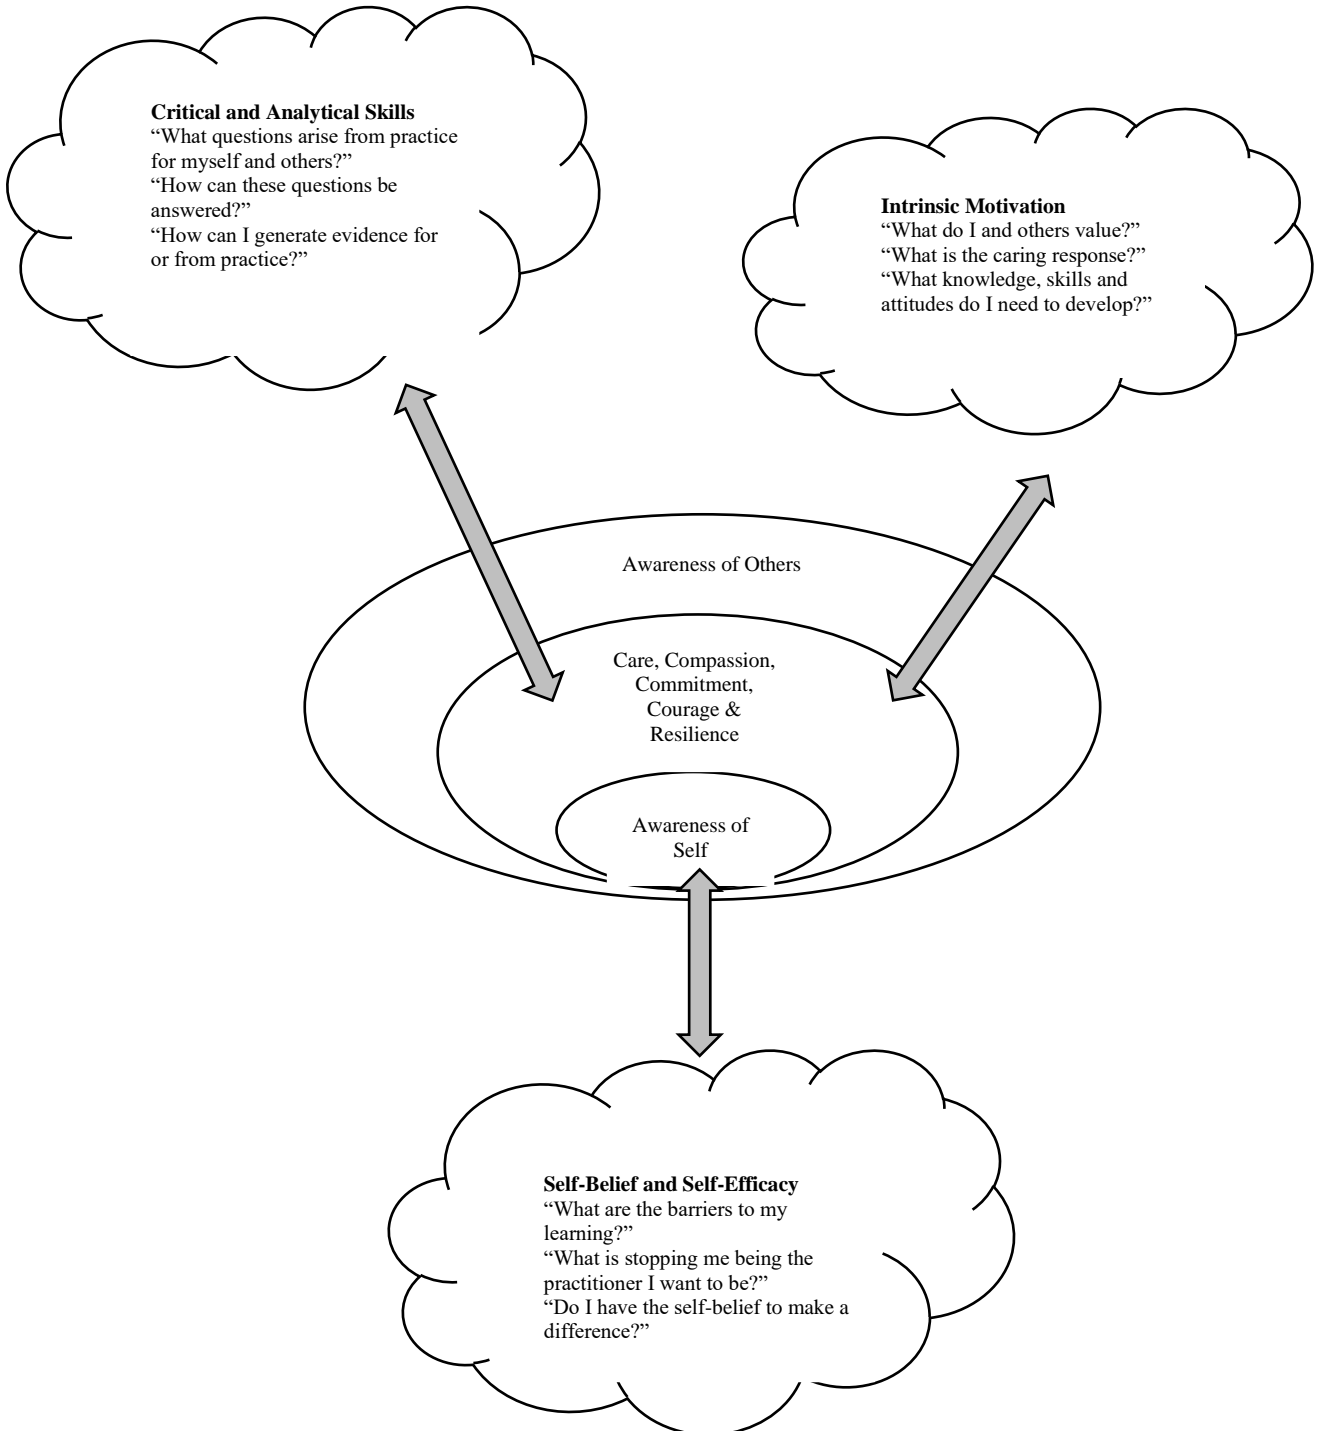 Critical and Analytical Skills
“What questions arise from practice
for myself and others?”
“How can these questions be
answered?”
“How can I generate evidence for
or from practice?”
Intrinsic Motivation
“What do I and others value?”
“What is the caring response?”
“What knowledge, skills and
attitudes do I need to develop?”
Awareness of Others
Care, Compassion,
Commitment,
Courage &
Resilience
Awareness of
Self
Self-Belief and Self-Efficacy
“What are the barriers to my
learning?”
“What is stopping me being the
practitioner I want to be?”
“Do I have the self-belief to make a
difference?”